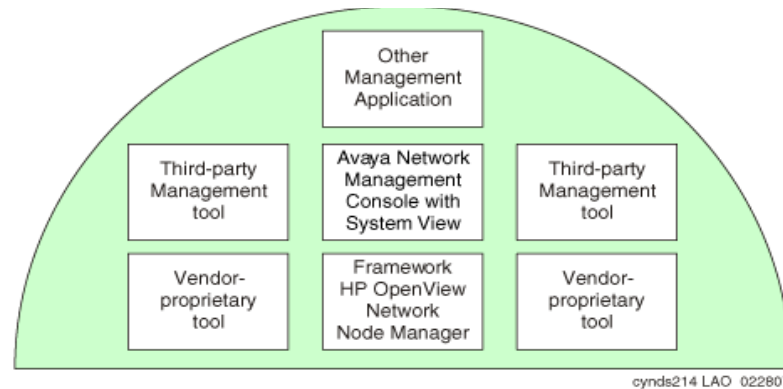 Other
Management
Application
Third-party
Management
tool
Avaya Network
Management
Console with
System View
Third-party
Management
tool
Vendor-
proprietary
tool
Framework
HP OpenView
Network
Node Manager
Vendor-
proprietary
tool
cynds214 LAO 02280